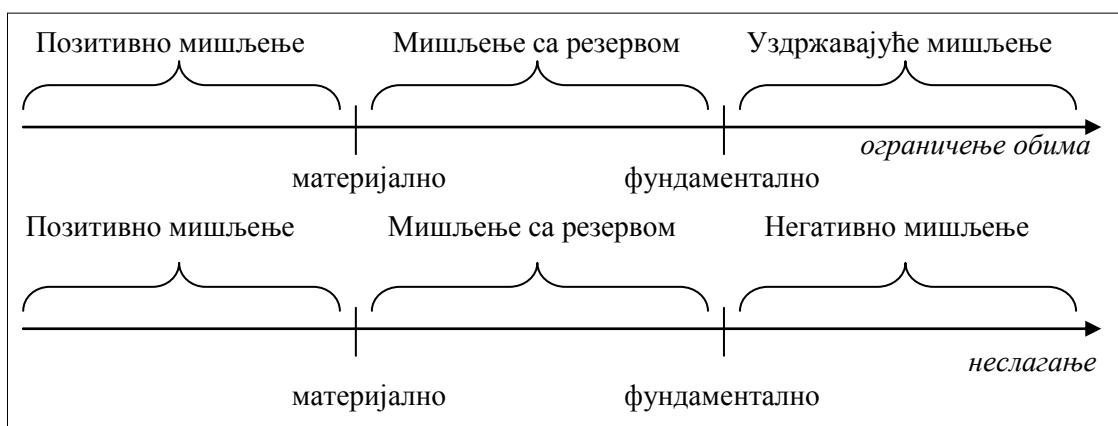 Позитивно мишљење Мишљење са резервом Уздржавајуће мишљење
ограничење обима
материјално фундаментално
Позитивно мишљење Мишљење са резервом Негативно мишљење
неслагање
материјално фундаментално